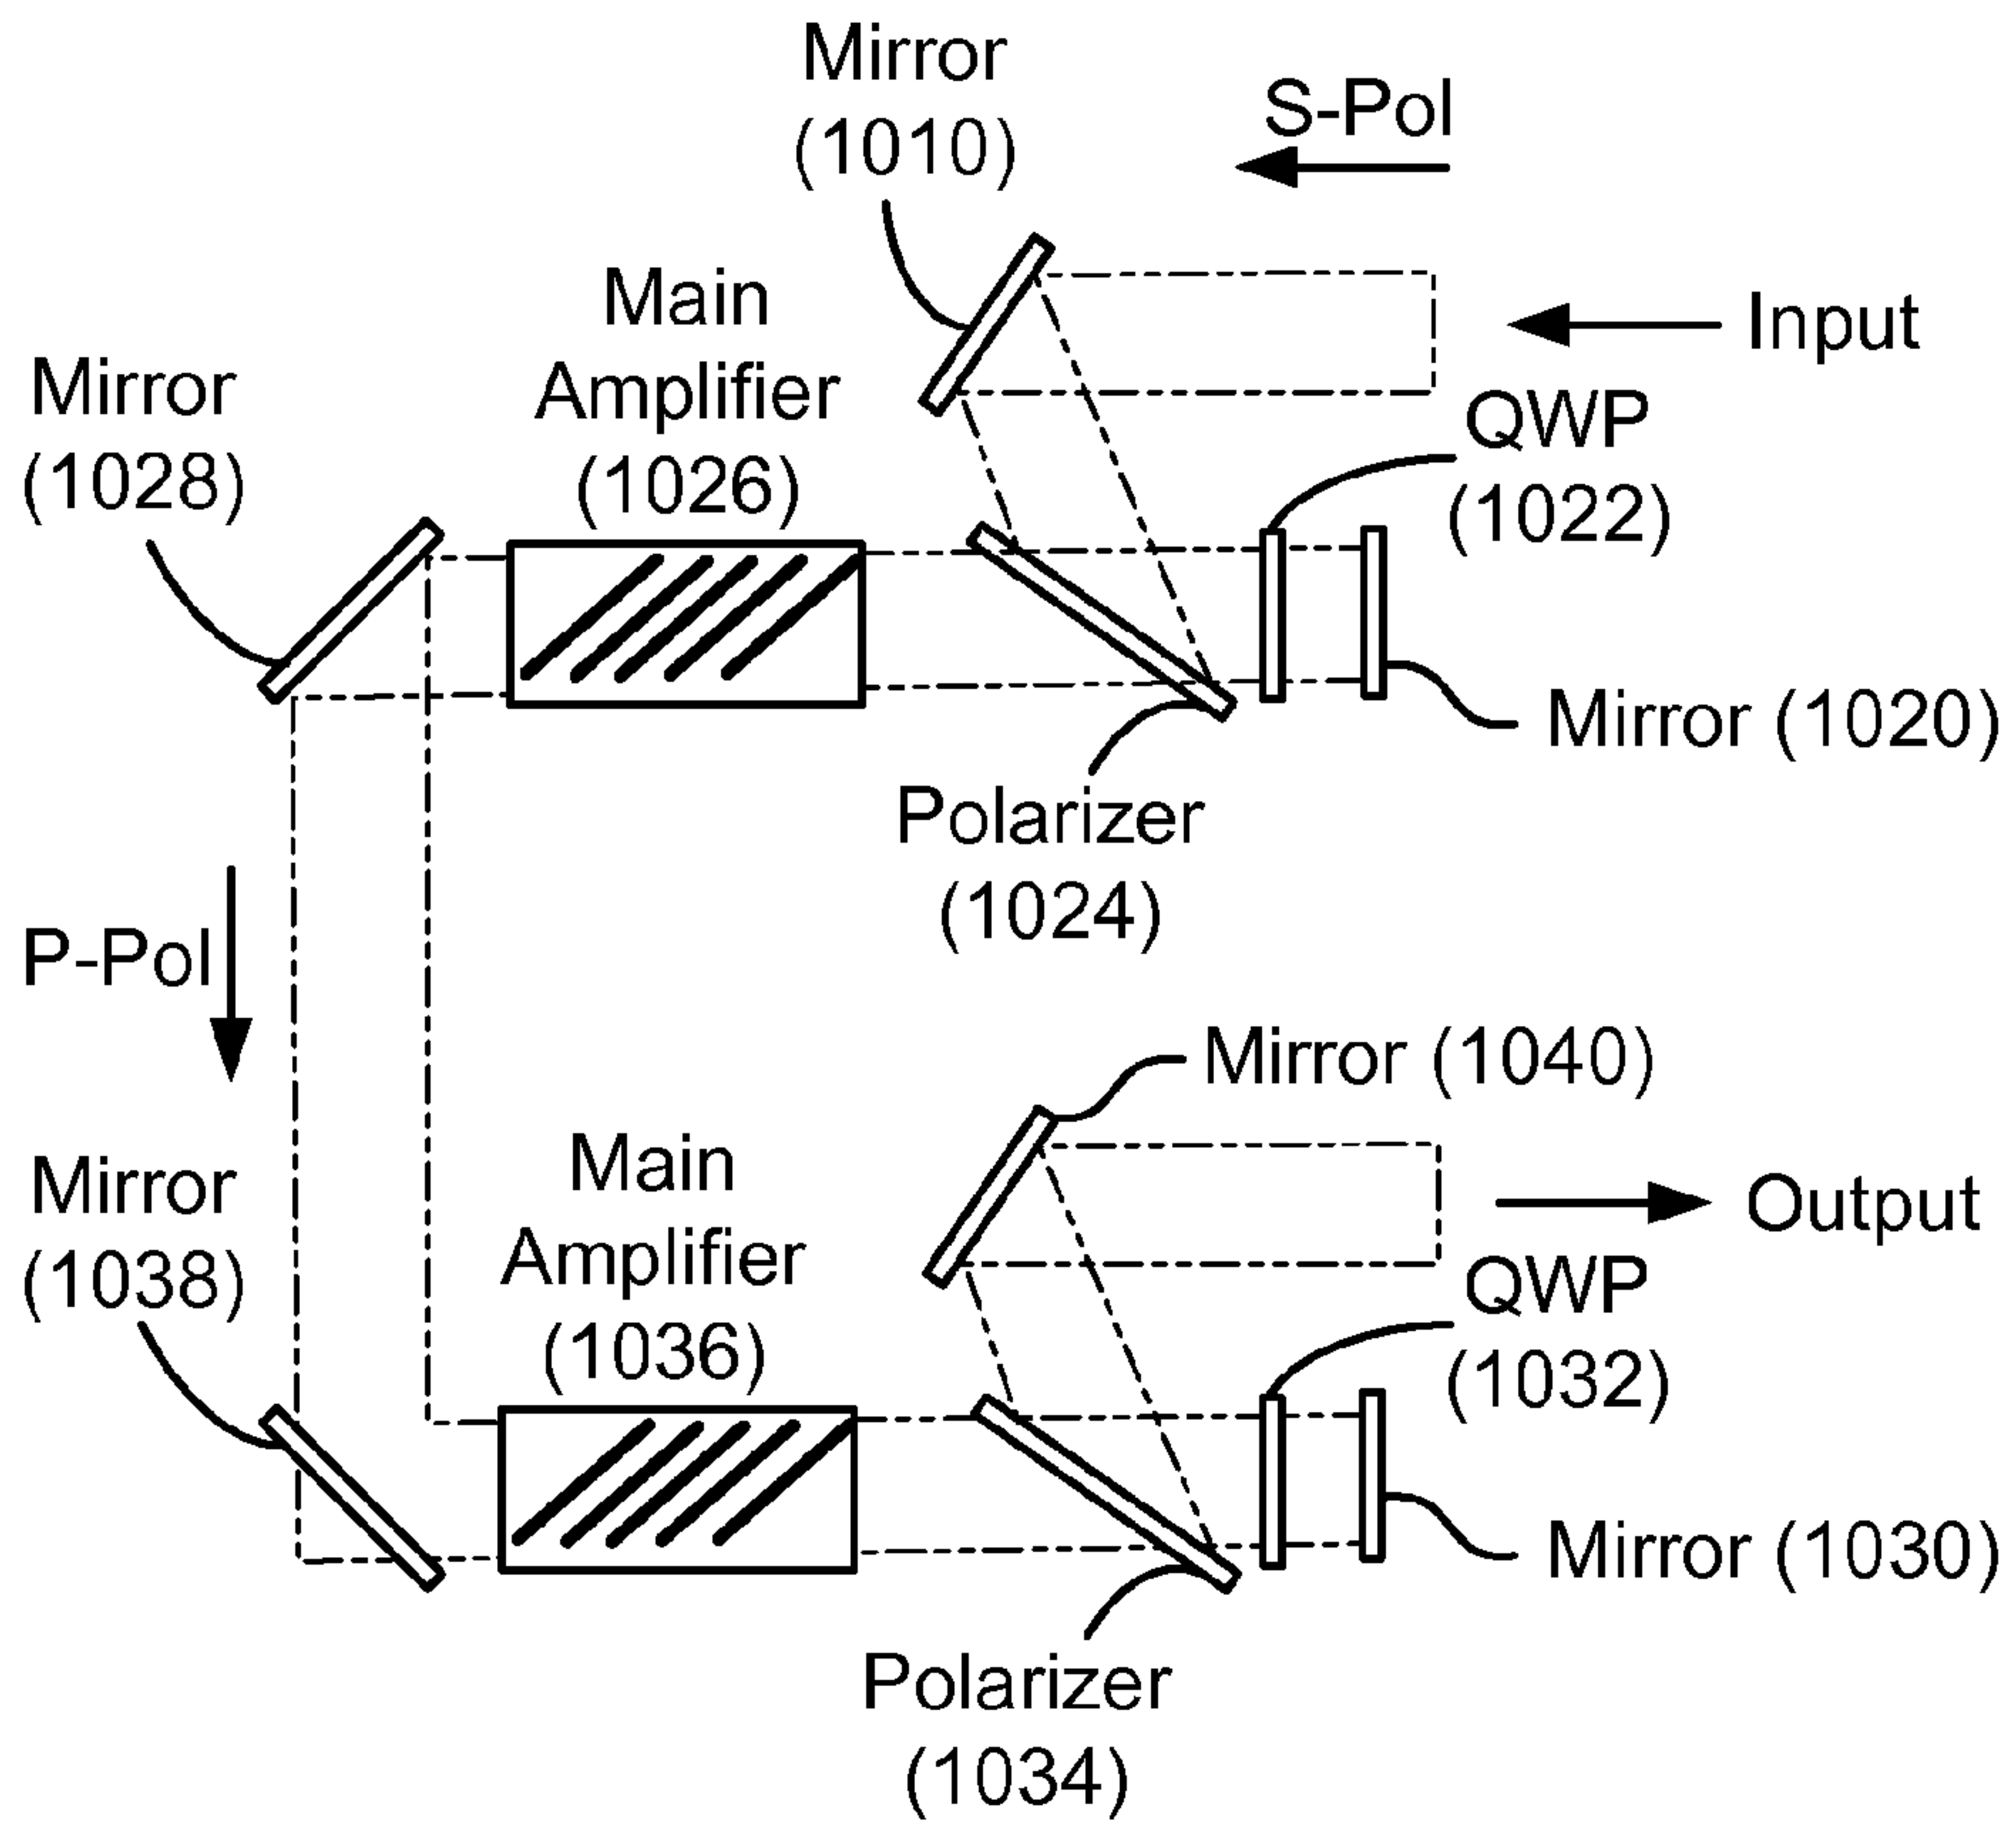 Mirror
(1010)
S-Pol
Input
Main
Amplifier
(1026)
Mirror
(1028)
QWP
(1022)
Mirror (1020)
Polarizer
(1024)
P-Pol
Mirror (1040)
Main
Amplifier
(1036)
Mirror
(1038)
Output
QWP
(1032)
Mirror (1030)
Polarizer
(1034)